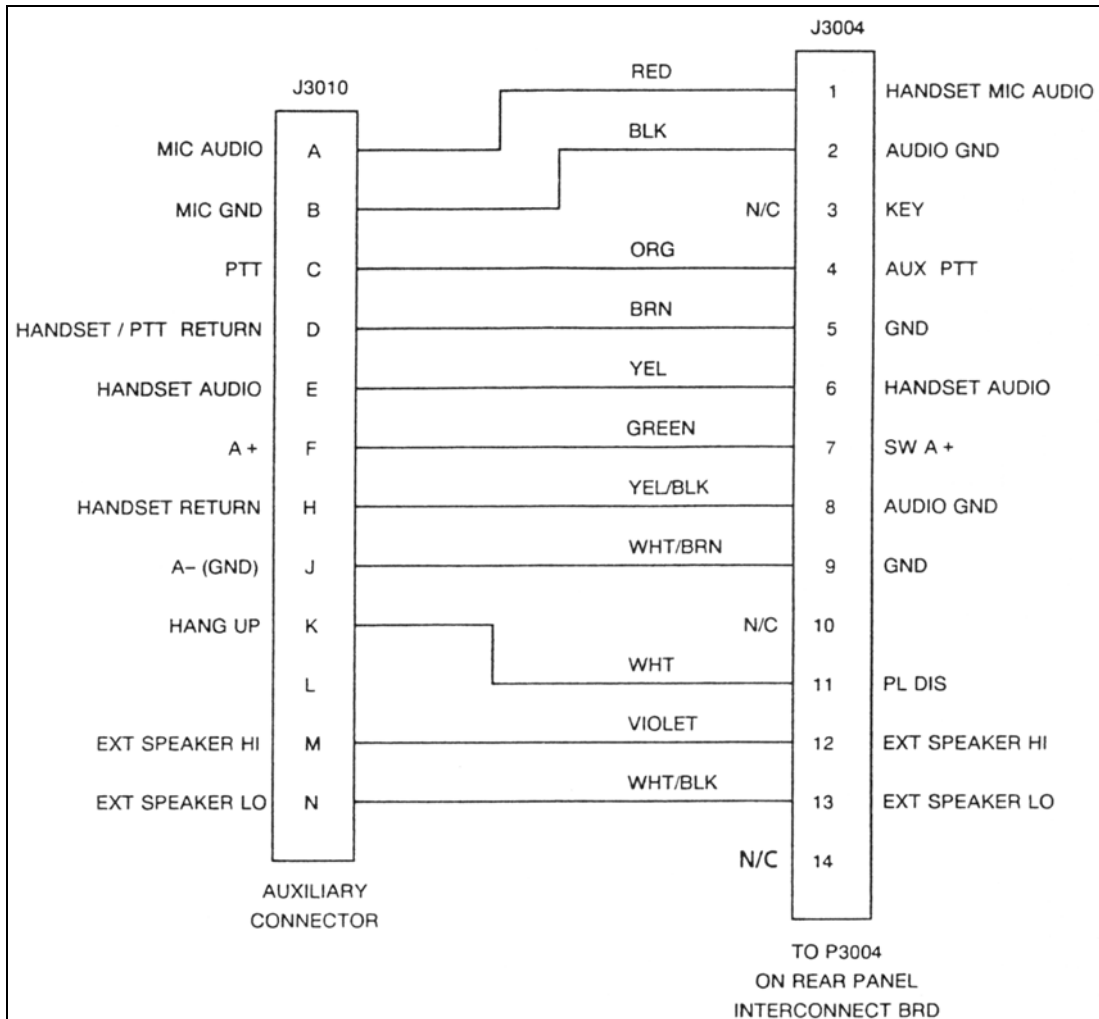 J3004
J3010
RED
1 HANDSET MIC AUDIO
MIC AUDIO A
BLK
2 AUDIO GND
MIC GND B
N/C 3 KEY
PTT C
ORG
4 AUX PTT
HANDSET / PTT RETURN D
BRN
5 GND
HANDSET AUDIO E
YEL
6 HANDSET AUDIO
A + F
GREEN
7 SW A +
HANDSET RETURN H
YEL/BLK
8 AUDIO GND
A– (GND) J
WHT/BRN
9 GND
HANG UP K
N/C 10
L
WHT
11 PL DIS
EXT SPEAKER HI M
VIOLET
12 EXT SPEAKER HI
EXT SPEAKER LO N
WHT/BLK
13 EXT SPEAKER LO
N/C 14
AUXILIARY
CONNECTOR
TO P3004
ON REAR PANEL
INTERCONNECT BRD